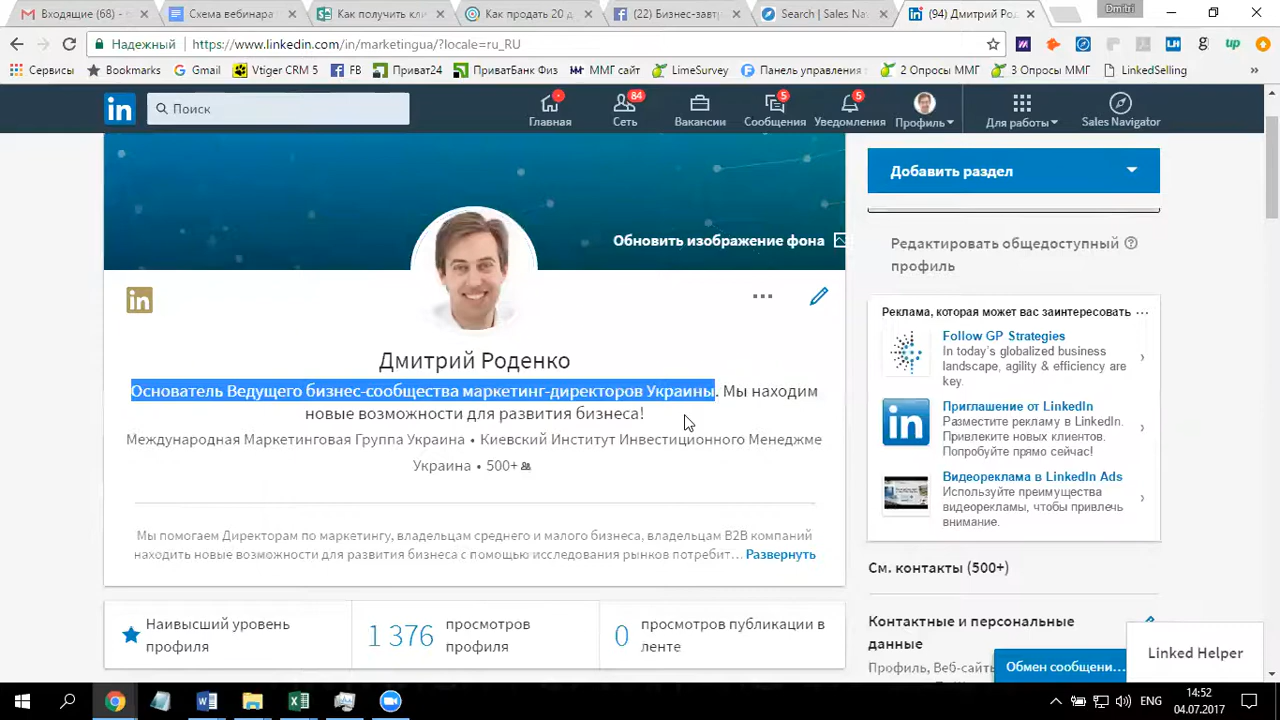 Входящие (68) - m
Схема вебинара
Как получить кли
Как продать 20 д
(22) Бизнес-завтр
Search | Sales Nav
(94) Дмитрий Род
Dmitri
Надежный
https://www.linkedin.com/in/marketingua/?locale=ru_RU
Сервисы
Bookmarks
Gmail
Vtiger CRM 5
FB
Приват24
ПриватБанк Физ
ММГ сайт
LimeSurvey
Панель управления
2 Опросы ММГ
3 Опросы ММГ
LinkedSelling
»
in
Поиск
Главная
84
Сеть
Вакансии
5
Сообщения
5
Уведомления
Профиль
Для работы
Sales Navigator
Обновить изображение фона
in
Дмитрий Роденко
Основатель Ведущего бизнес-сообщества маркетинг-директоров Украины. Мы находим
новые возможности для развития бизнеса!
Международная Маркетинговая Группа Украина • Киевский Институт Инвестиционного Менеджме
Украина • 500+
Мы помогаем Директорам по маркетингу, владельцам среднего и малого бизнеса, владельцам B2B компаний
находить новые возможности для развития бизнеса с помощью исследования рынков потребит… Развернуть
Наивысший уровень
профиля
1 376
просмотров
профиля
0
просмотров публикации в
ленте
Добавить раздел
Редактировать общедоступный
профиль
Реклама, которая может вас заинтересовать
Follow GP Strategies
In today's globalized business
landscape, agility & efficiency are
key.
in
Приглашение от LinkedIn
Разместите рекламу в LinkedIn.
Привлеките новых клиентов.
Попробуйте прямо сейчас!
Видеореклама в LinkedIn Ads
Используйте преимущества
видеорекламы, чтобы привлечь
внимание.
См. контакты (500+)
Контактные и персональные
данные
Профиль, Веб-сайты
Обмен сообщени…
Linked Helper
ENG
14:52
04.07.2017